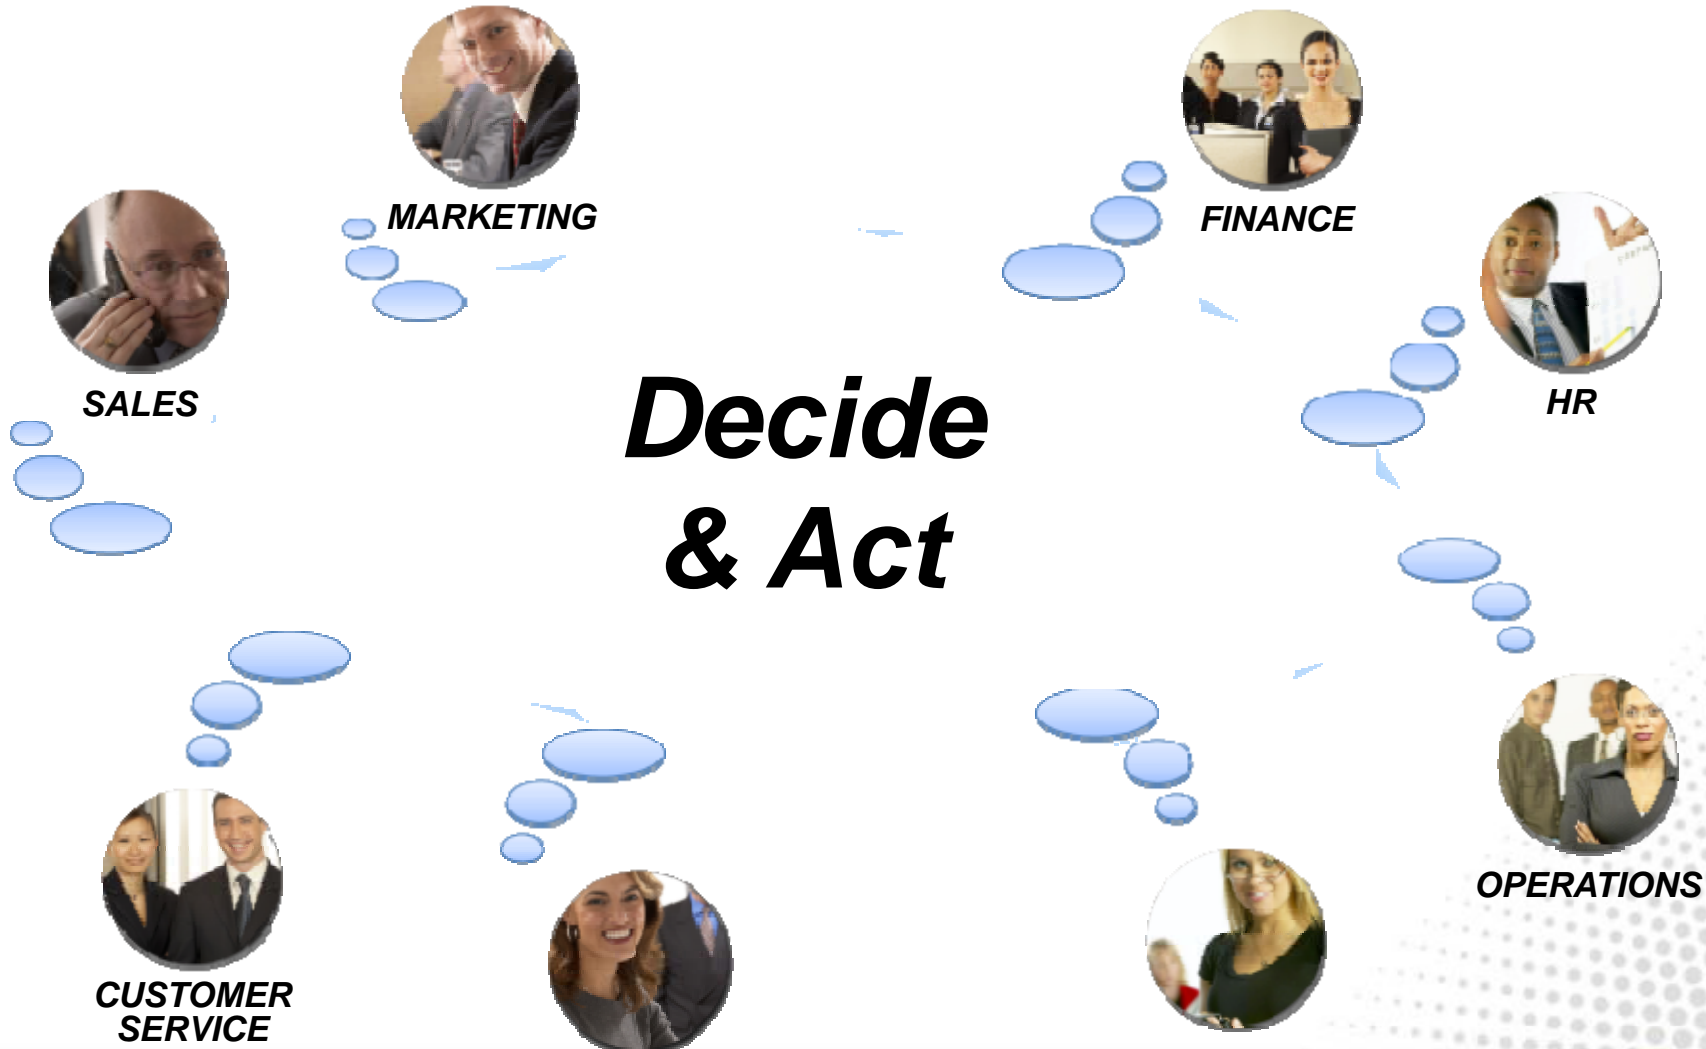 MARKETING
FINANCE
SALES
HR
Decide
& Act
OPERATIONS
CUSTOMER
SERVICE